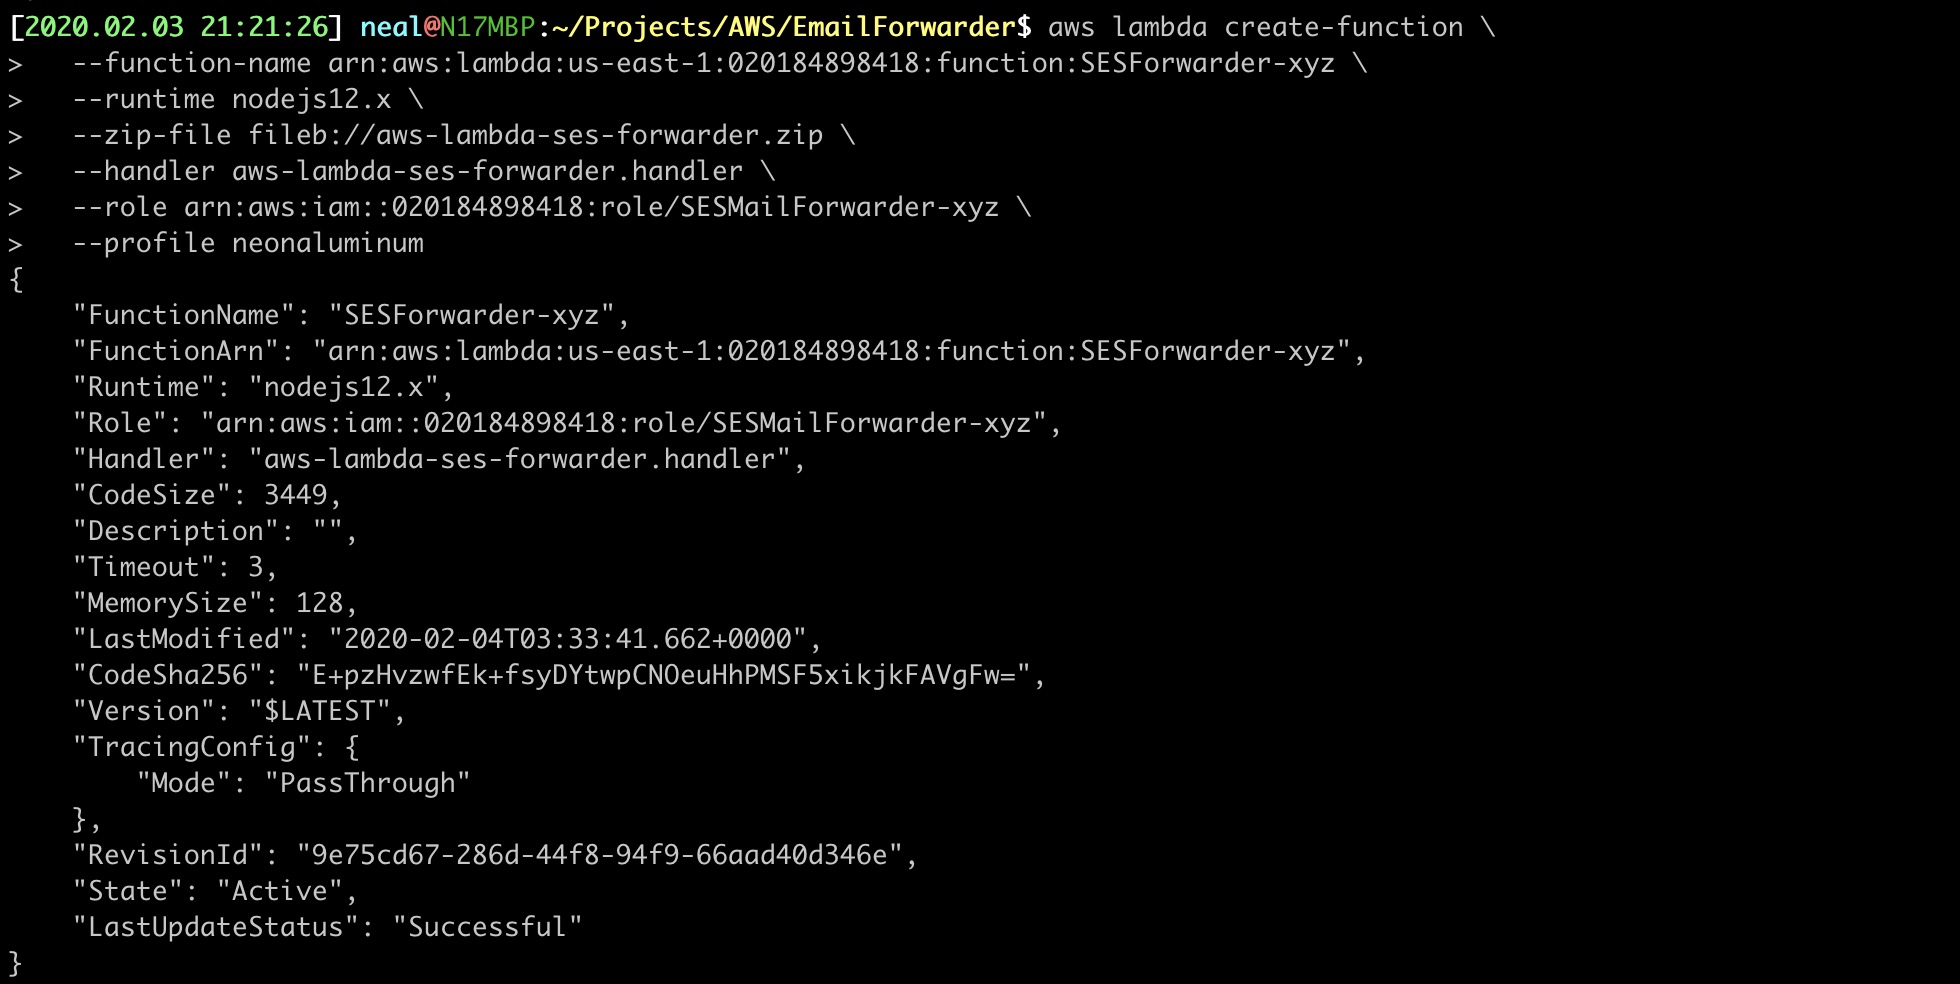 [2020.02.03 21:21:26] neal@N17MBP:~/Projects/AWS/EmailForwarder$ aws lambda create-function \
>   --function-name arn:aws:lambda:us-east-1:020184898418:function:SESForwarder-xyz \
>   --runtime nodejs12.x \
>   --zip-file fileb://aws-lambda-ses-forwarder.zip \
>   --handler aws-lambda-ses-forwarder.handler \
>   --role arn:aws:iam::020184898418:role/SESMailForwarder-xyz \
>   --profile neonaluminum
{
    "FunctionName": "SESForwarder-xyz",
    "FunctionArn": "arn:aws:lambda:us-east-1:020184898418:function:SESForwarder-xyz",
    "Runtime": "nodejs12.x",
    "Role": "arn:aws:iam::020184898418:role/SESMailForwarder-xyz",
    "Handler": "aws-lambda-ses-forwarder.handler",
    "CodeSize": 3449,
    "Description": "",
    "Timeout": 3,
    "MemorySize": 128,
    "LastModified": "2020-02-04T03:33:41.662+0000",
    "CodeSha256": "E+pzHvzwfEk+fsyDYtwpCNOeuHhPMSF5xikjkFAVgFw=",
    "Version": "$LATEST",
    "TracingConfig": {
        "Mode": "PassThrough"
    },
    "RevisionId": "9e75cd67-286d-44f8-94f9-66aad40d346e",
    "State": "Active",
    "LastUpdateStatus": "Successful"
}